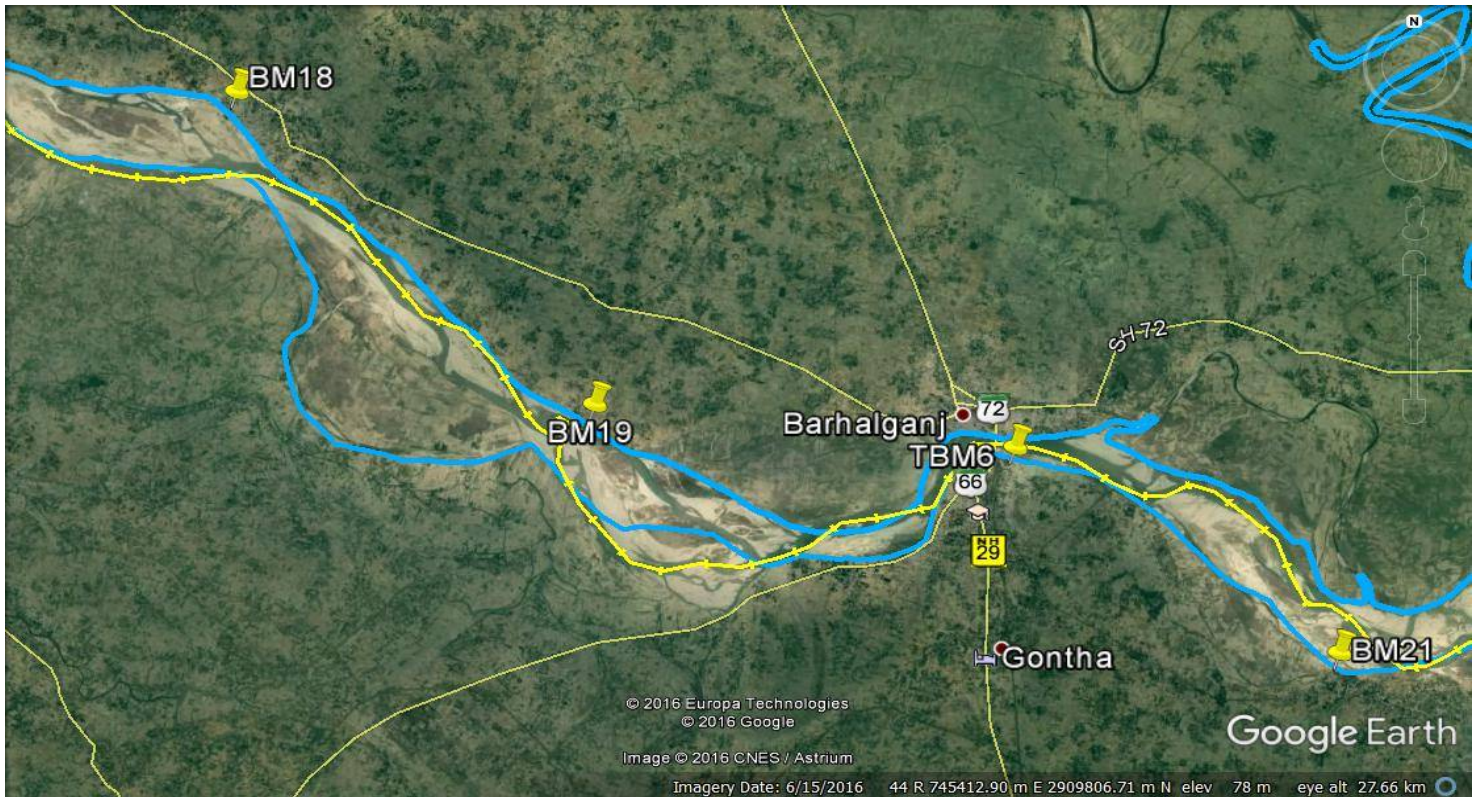 N
BM18
SH 72
72
Barhalganj
BM19
TBM6
66
NH
29
BM21
Gontha
© 2016 Europa Technologies
© 2016 Google
Google Earth
Image © 2016 CNES / Astrium
Imagery Date: 6/15/2016 44 R 745412.90 m E 2909806.71 m N elev 78 m eye alt 27.66 km